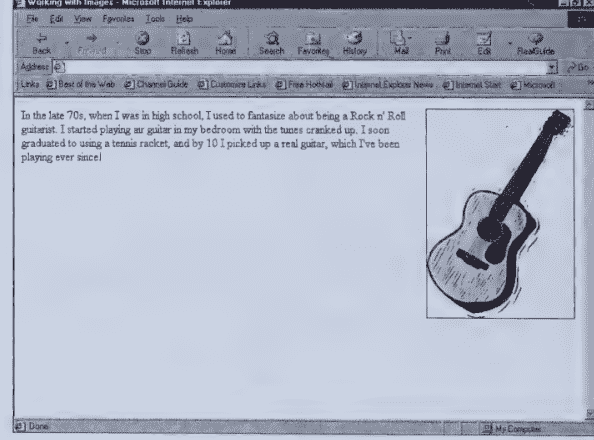 Working with Images - Microsoft Internet Explorer
File Edit View Favorites Tools Help
Back Forward Stop Refresh Home Search Favorites History Mail Print Edit RealGuide
Address Go
Links Best of the Web Channel Guide Customize Links Free Hotmail Internet Explorer News Internet Start Microsoft
In the late 70s, when I was in high school, I used to fantasize about being a Rock n' Roll
guitarist. I started playing air guitar in my bedroom with the tunes cranked up. I soon
graduated to using a tennis racket, and by 10 I picked up a real guitar, which I've been
playing ever since!
Done My Computer